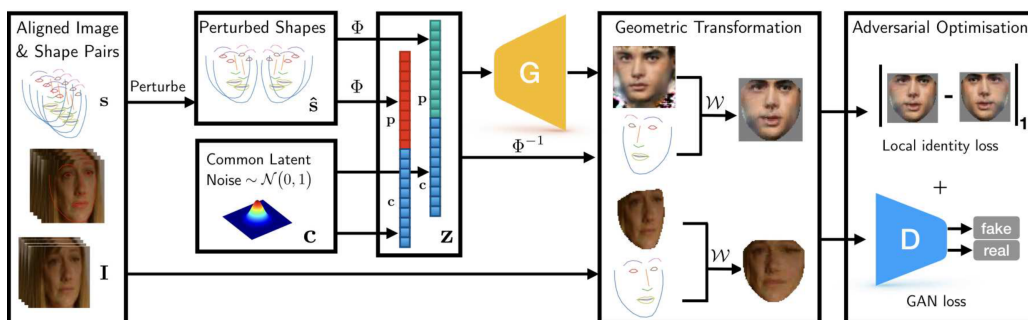 Aligned Image
& Shape Pairs
s
I
Perturbe
Perturbed Shapes
ŝ
Common Latent
Noise ∼ 𝒩(0, 1)
c
Φ
Φ
p
p
c
c
z
G
Φ⁻¹
Geometric Transformation
𝒲
𝒲
Adversarial Optimisation
| - |₁
Local identity loss
+
D
fake
real
GAN loss